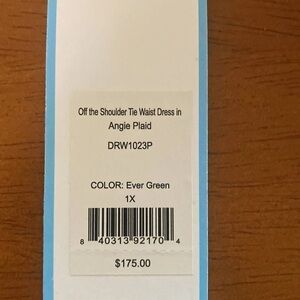 Off the Shoulder Tie Waist Dress in
Angie Plaid
DRW1023P
COLOR: Ever Green
1X
8 40313 92170 4
$175.00